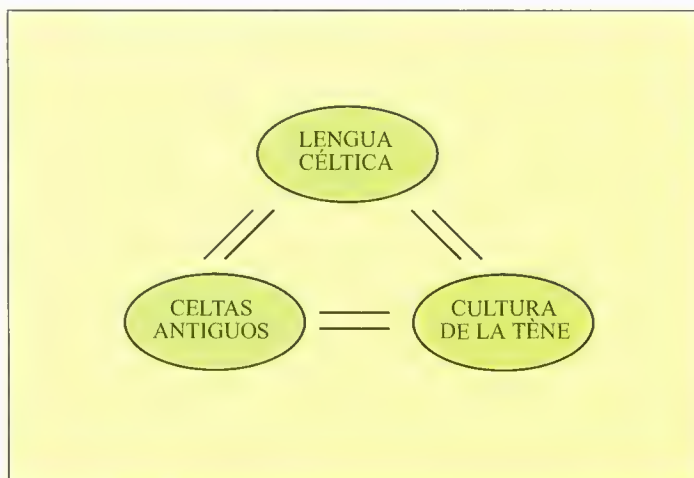 LENGUA
CÉLTICA
CELTAS
ANTIGUOS
CULTURA
DE LA TÈNE